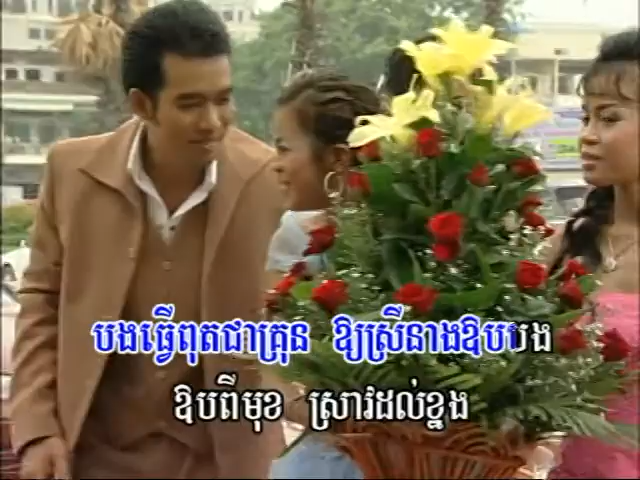 បងធ្វើពុតជាគ្រុន ឱ្យស្រីនាងឱបបង
ឱបពីមុខ ស្រាវដល់ខ្នង